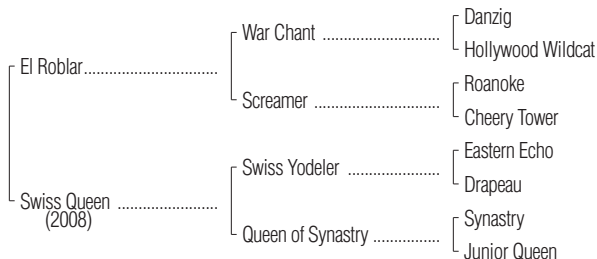 Danzig
War Chant ......................................
Hollywood Wildcat
El Roblar...........................................
Roanoke
Screamer ........................................
Cheery Tower
Eastern Echo
Swiss Yodeler ..............................
Drapeau
Swiss Queen ................................
(2008)
Synastry
Queen of Synastry .....................
Junior Queen